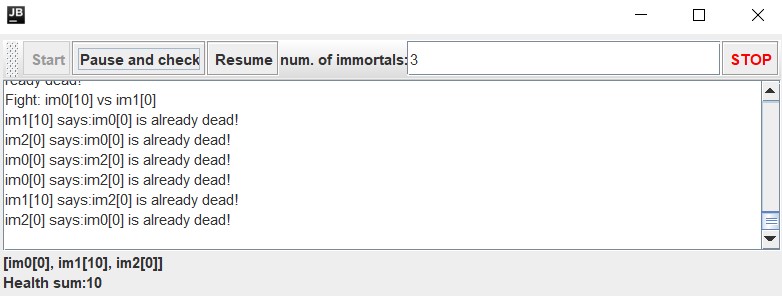 JB
Start Pause and check Resume num. of immortals: 3 STOP
ready dead!
Fight: im0[10] vs im1[0]
im1[10] says:im0[0] is already dead!
im2[0] says:im0[0] is already dead!
im0[0] says:im2[0] is already dead!
im0[0] says:im2[0] is already dead!
im1[10] says:im2[0] is already dead!
im2[0] says:im0[0] is already dead!
[im0[0], im1[10], im2[0]]
Health sum:10